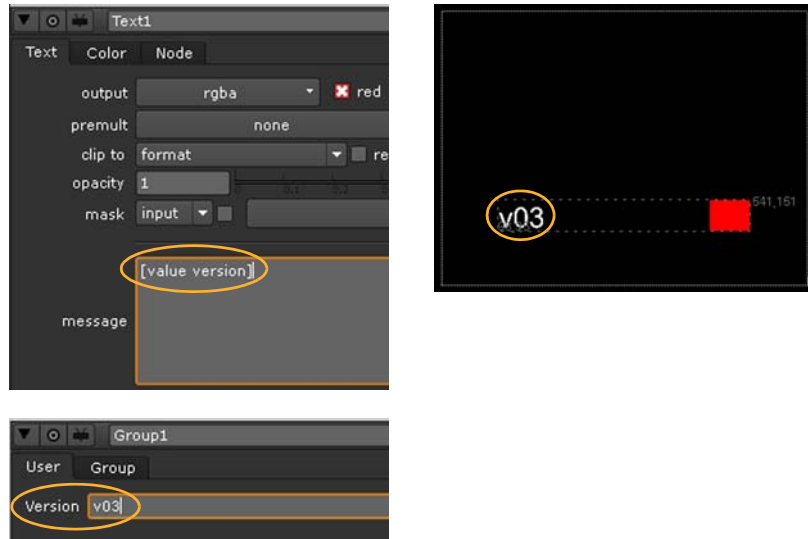 Text1
Text Color Node
output rgba red
premult none
clip to format re
opacity 1
mask input
[value version]
message
v03
541,151
Group1
User Group
Version v03